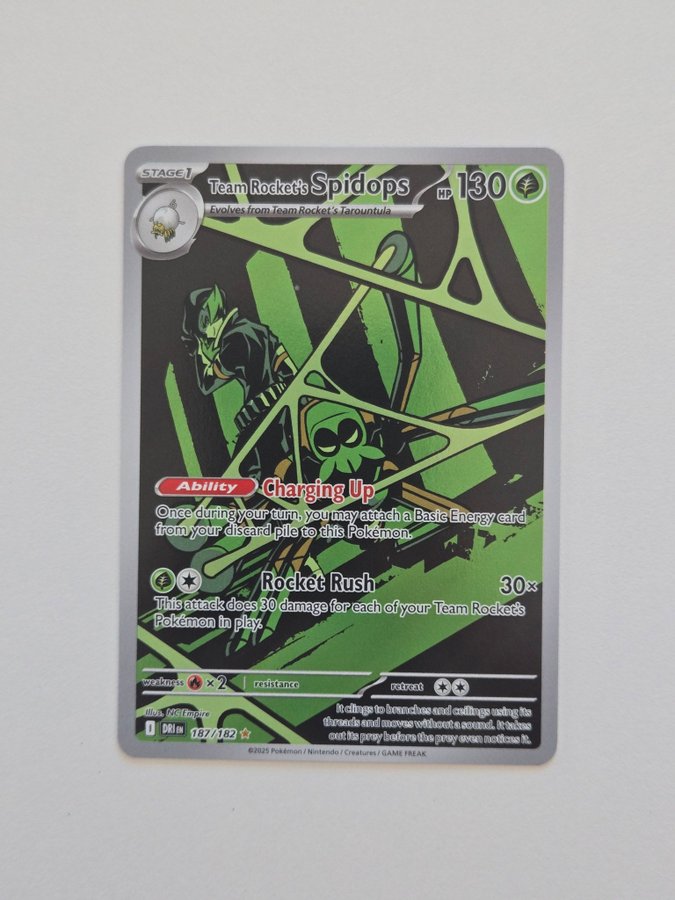 STAGE 1
Team Rocket's Spidops HP 130
Evolves from Team Rocket's Tarountula
Ability Charging Up
Once during your turn, you may attach a Basic Energy card
from your discard pile to this Pokémon.
Rocket Rush 30×
This attack does 30 damage for each of your Team Rocket's
Pokémon in play.
weakness ×2 resistance retreat
It clings to branches and ceilings using its
threads and moves without a sound. It takes
out its prey before the prey even notices it.
Illus. NC Empire
I DRI EN 187/182
©2025 Pokémon / Nintendo / Creatures / GAME FREAK